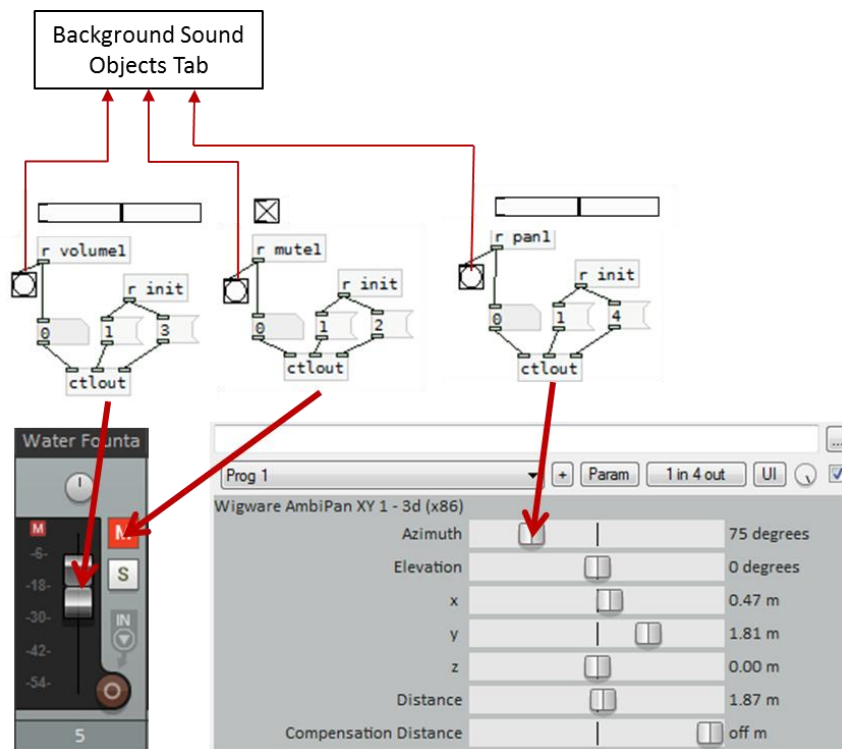 Background Sound
Objects Tab
r volume1
r init
0
1
3
ctlout
r mute1
r init
0
1
2
ctlout
r pan1
r init
0
1
4
ctlout
Water Founta
M
M
S
IN
-6-
-18-
-30-
-42-
-54-
5
...
Prog 1
+
Param
1 in 4 out
UI
Wigware AmbiPan XY 1 - 3d (x86)
Azimuth 75 degrees
Elevation 0 degrees
x 0.47 m
y 1.81 m
z 0.00 m
Distance 1.87 m
Compensation Distance off m